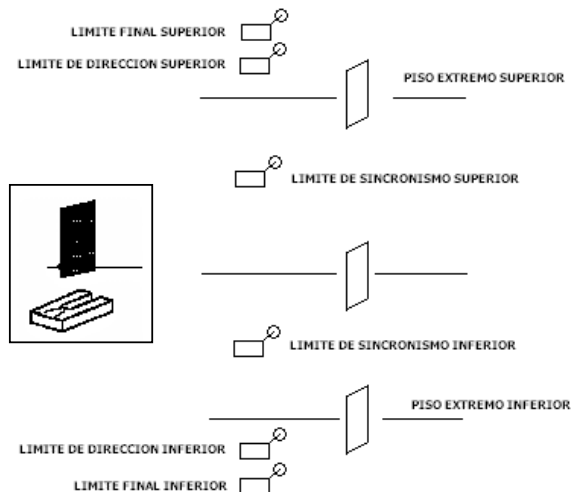 LIMITE FINAL SUPERIOR
LIMITE DE DIRECCION SUPERIOR
PISO EXTREMO SUPERIOR
LIMITE DE SINCRONISMO SUPERIOR
LIMITE DE SINCRONISMO INFERIOR
PISO EXTREMO INFERIOR
LIMITE DE DIRECCION INFERIOR
LIMITE FINAL INFERIOR